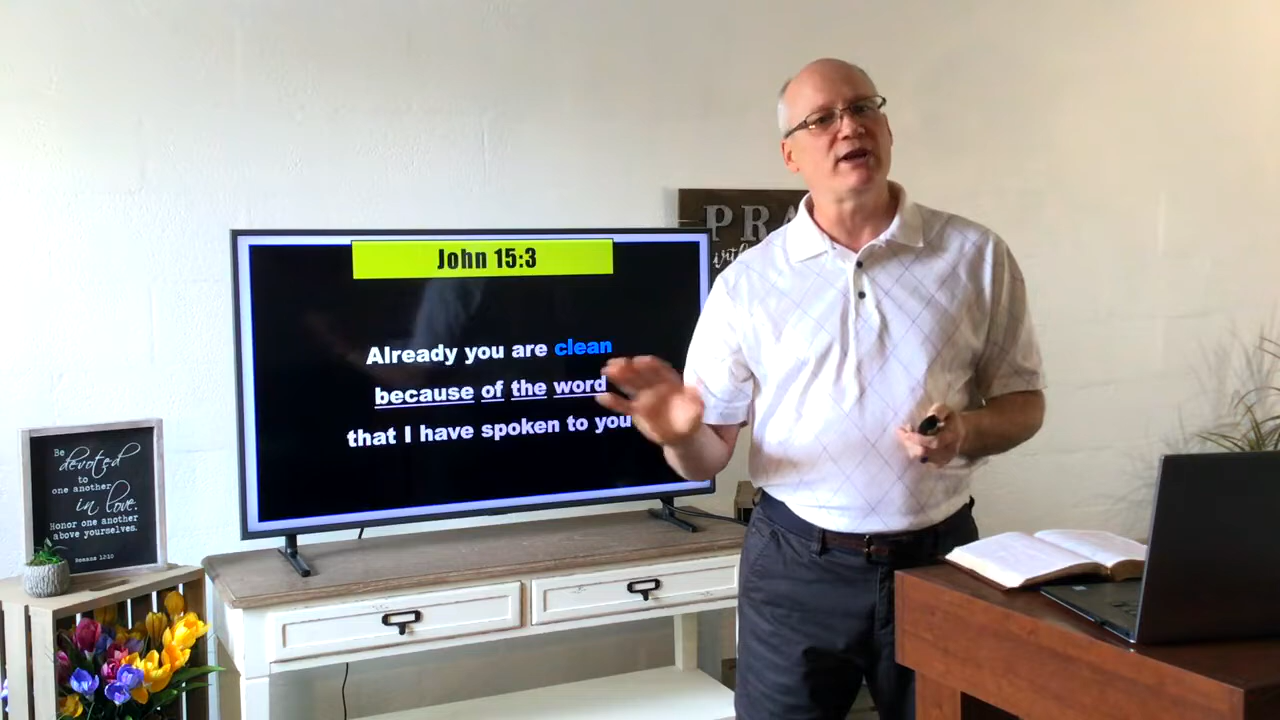 John 15:3
Already you are clean
because of the word
that I have spoken to you
Be
devoted
to
one another
in love.
Honor one another
above yourselves.
Romans 12:10